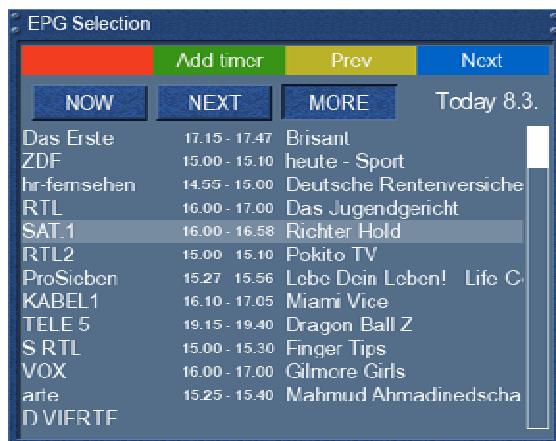 EPG Selection
Add timer Prev Next
NOW NEXT MORE Today 8.3.
Das Erste 17.15 - 17.47 Brisant
ZDF 15.00 - 15.10 heute - Sport
hr-fernsehen 14.55 - 15.00 Deutsche Rentenversiche
RTL 16.00 - 17.00 Das Jugendgericht
SAT.1 16.00 - 16.58 Richter Hold
RTL2 15.00 15.10 Pokito TV
ProSieben 15.27 15.56 Lebe Dein Leben! Life C
KABEL1 16.10 - 17.05 Miami Vice
TELE 5 19.15 - 19.40 Dragon Ball Z
S RTL 15.00 - 15.30 Finger Tips
VOX 16.00 - 17.00 Gilmore Girls
arte 15.25 - 15.40 Mahmud Ahmadinedscha
D VIERTE